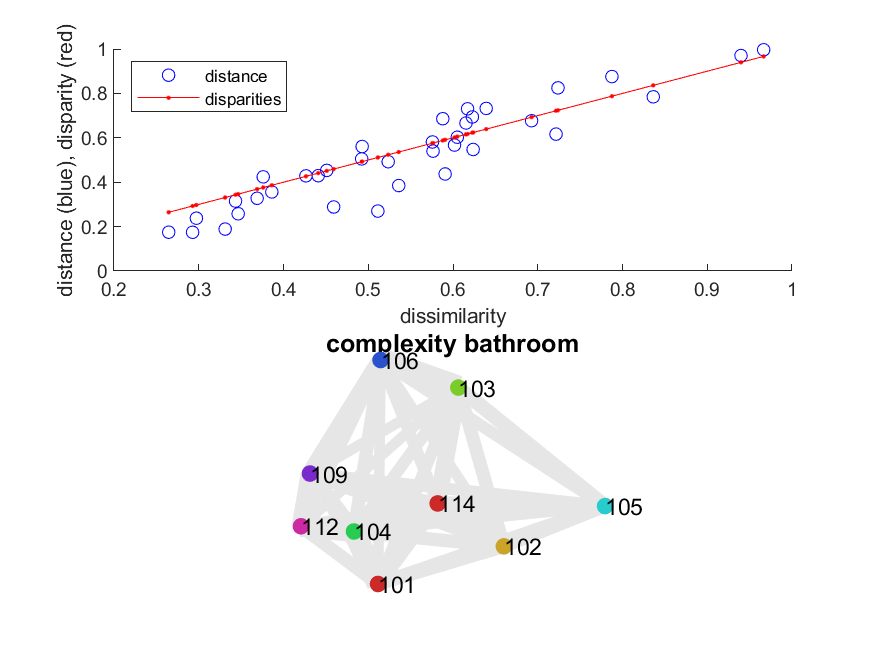 distance (blue), disparity (red)
1
0.8
0.6
0.4
0.2
0
distance
disparities
0.2 0.3 0.4 0.5 0.6 0.7 0.8 0.9 1
dissimilarity
complexity bathroom
106
103
109
114
105
112
104
102
101